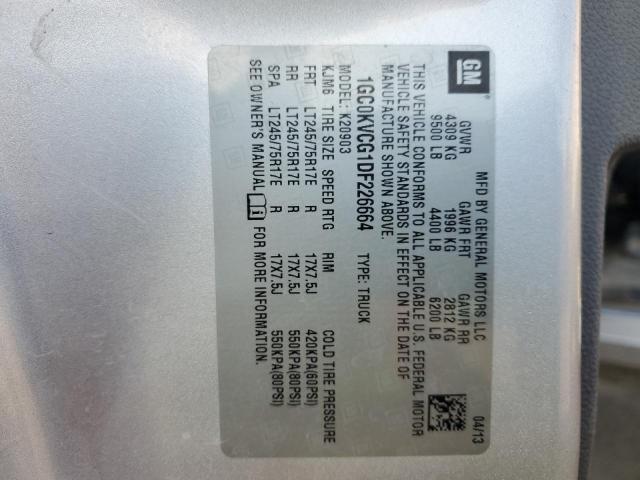 GM
MFD BY GENERAL MOTORS LLC 04/13
GVWR GAWR FRT GAWR RR
4309 KG 1996 KG 2812 KG
9500 LB 4400 LB 6200 LB
THIS VEHICLE CONFORMS TO ALL APPLICABLE U.S. FEDERAL MOTOR
VEHICLE SAFETY STANDARDS IN EFFECT ON THE DATE OF
MANUFACTURE SHOWN ABOVE.
1GC0KVCG1DF226664 TYPE: TRUCK
MODEL: K20903
KJM6 TIRE SIZE SPEED RTG RIM COLD TIRE PRESSURE
FRT LT245/75R17E R 17X7.5J 420KPA(60PSI)
RR LT245/75R17E R 17X7.5J 550KPA(80PSI)
SPA LT245/75R17E R 17X7.5J 550KPA(80PSI)
SEE OWNER'S MANUAL FOR MORE INFORMATION.